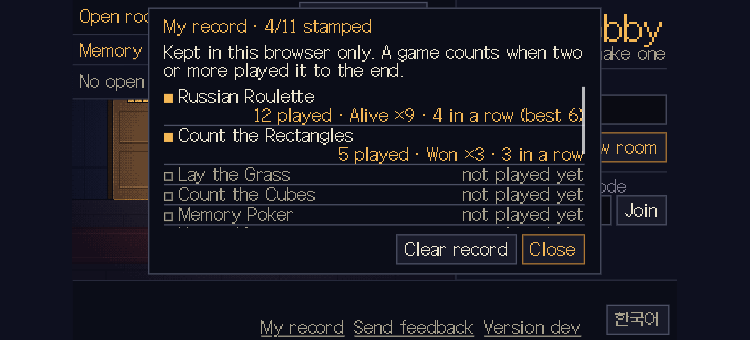 Open
Memory
No open
My record · 4/11 stamped
Kept in this browser only. A game counts when two
or more played it to the end.
Russian Roulette
12 played · Alive ×9 · 4 in a row (best 6)
Count the Rectangles
5 played · Won ×3 · 3 in a row
Lay the Grass not played yet
Count the Cubes not played yet
Memory Poker not played yet
Clear record Close
one
room
Join
My record Send feedback Version dev
한국어